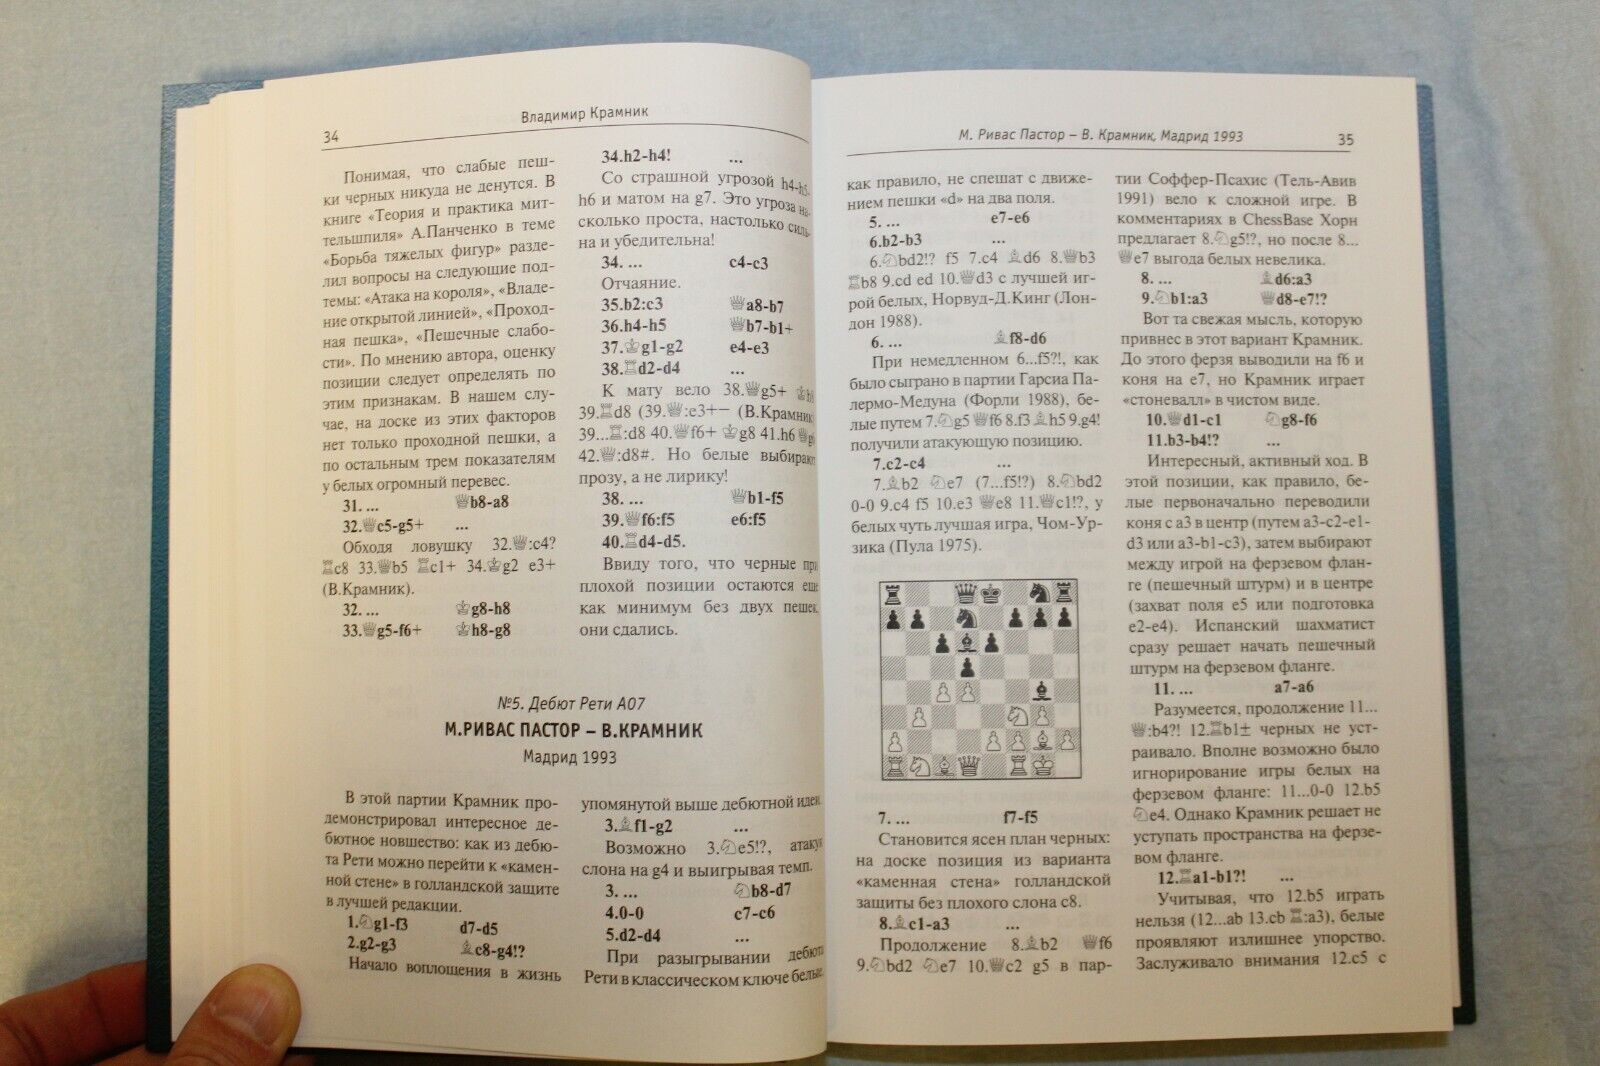 34
Владимир Крамник
Понимая, что слабые пеш-
ки черных никуда не денутся. В
книге «Теория и практика мит-
тельшпиля» А.Панченко в теме
«Борьба тяжелых фигур» разде-
лил вопросы на следующие под-
темы: «Атака на короля», «Владе-
ние открытой линией», «Проход-
ная пешка», «Пешечные слабо-
сти». По мнению автора, оценку
позиции следует определять по
этим признакам. В нашем слу-
чае, на доске из этих факторов
нет только проходной пешки, а
по остальным трем показателям
у белых огромный перевес.
31. ... ♕b8-a8
32.♕c5-g5+ ...
Обходя ловушку 32.♕:c4?
♖c8 33.♕b5 ♖c1+ 34.♔g2 e3+
(В.Крамник).
32. ... ♔g8-h8
33.♕g5-f6+ ♔h8-g8
34.h2-h4! ...
Со страшной угрозой h4-h5-
h6 и матом на g7. Это угроза на-
сколько проста, настолько силь-
на и убедительна!
34. ... c4-c3
Отчаяние.
35.b2:c3 ♕a8-b7
36.h4-h5 ♕b7-b1+
37.♔g1-g2 e4-e3
38.♖d2-d4 ...
К мату вело 38.♕g5+ ♔h8
39.♖d8 (39.♕:e3+− (В.Крамник)
39...♖:d8 40.♕f6+ ♔g8 41.h6
42.♕:d8#. Но белые выбирают
прозу, а не лирику!
38. ... ♕b1-f5
39.♕f6:f5 e6:f5
40.♖d4-d5.
Ввиду того, что черные при
плохой позиции остаются еще
как минимум без двух пешек,
они сдались.
№5. Дебют Рети А07
М.РИВАС ПАСТОР – В.КРАМНИК
Мадрид 1993
В этой партии Крамник про-
демонстрировал интересное де-
бютное новшество: как из дебю-
та Рети можно перейти к «камен-
ной стене» в голландской защите
в лучшей редакции.
1.♘g1-f3 d7-d5
2.g2-g3 ♗c8-g4!?
Начало воплощения в жизнь
упомянутой выше дебютной идеи.
3.♗f1-g2 ...
Возможно 3.♘e5!?, атакуя
слона на g4 и выигрывая темп.
3. ... ♘b8-d7
4.0-0 c7-c6
5.d2-d4 ...
При разыгрывании дебюта
Рети в классическом ключе белые,
М. Ривас Пастор – В. Крамник, Мадрид 1993
35
как правило, не спешат с движе-
нием пешки «d» на два поля.
5. ... e7-e6
6.b2-b3 ...
6.♘bd2!? f5 7.c4 ♗d6 8.♕b3
♖b8 9.cd ed 10.♕d3 с лучшей иг-
рой белых, Норвуд-Д.Кинг (Лон-
дон 1988).
6. ... ♗f8-d6
При немедленном 6...f5?!, как
было сыграно в партии Гарсиа Па-
лермо-Медуна (Форли 1988), бе-
лые путем 7.♘g5 ♕f6 8.f3 ♗h5 9.g4!
получили атакующую позицию.
7.c2-c4 ...
7.♗b2 ♘e7 (7...f5!?) 8.♘bd2
0-0 9.c4 f5 10.e3 ♕e8 11.♕c1!?, у
белых чуть лучшая игра, Чом-Ур-
зика (Пула 1975).
7. ... f7-f5
Становится ясен план черных:
на доске позиция из варианта
«каменная стена» голландской
защиты без плохого слона c8.
8.♗c1-a3 ...
Продолжение 8.♗b2 ♕f6
9.♘bd2 ♘e7 10.♕c2 g5 в пар-
тии Соффер-Псахис (Тель-Авив
1991) вело к сложной игре. В
комментариях в ChessBase Хорн
предлагает 8.♘g5!?, но после 8...
♕e7 выгода белых невелика.
8. ... ♗d6:a3
9.♘b1:a3 ♕d8-e7!?
Вот та свежая мысль, которую
привнес в этот вариант Крамник.
До этого ферзя выводили на f6 и
коня на e7, но Крамник играет
«стоневалл» в чистом виде.
10.♕d1-c1 ♘g8-f6
11.b3-b4!? ...
Интересный, активный ход. В
этой позиции, как правило, бе-
лые первоначально переводили
коня с a3 в центр (путем a3-c2-e1-
d3 или a3-b1-c3), затем выбирают
между игрой на ферзевом флан-
ге (пешечный штурм) и в центре
(захват поля e5 или подготовка
e2-e4). Испанский шахматист
сразу решает начать пешечный
штурм на ферзевом фланге.
11. ... a7-a6
Разумеется, продолжение 11...
♕:b4?! 12.♖b1± черных не уст-
раивало. Вполне возможно было
игнорирование игры белых на
ферзевом фланге: 11...0-0 12.b5
♘e4. Однако Крамник решает не
уступать пространства на ферзе-
вом фланге.
12.♖a1-b1?! ...
Учитывая, что 12.b5 играть
нельзя (12...ab 13.cb ♖:a3), белые
проявляют излишнее упорство.
Заслуживало внимания 12.c5 с